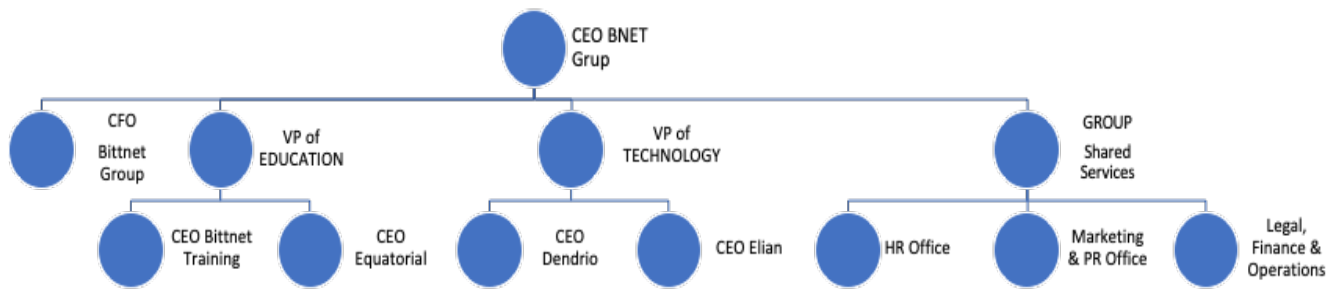 CEO BNET
Grup
CFO
Bittnet
Group
VP of
EDUCATION
VP of
TECHNOLOGY
GROUP
Shared
Services
CEO Bittnet
Training
CEO
Equatorial
CEO
Dendrio
CEO Elian
HR Office
Marketing
& PR Office
Legal,
Finance &
Operations